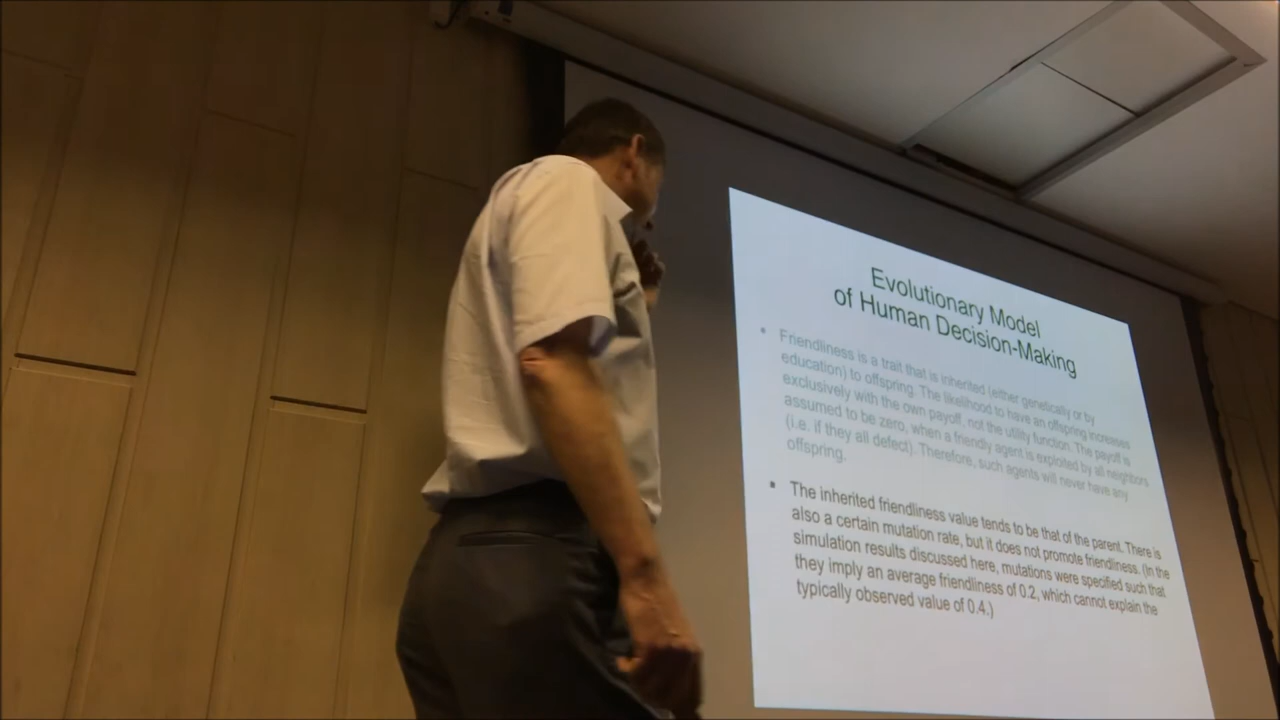 Evolutionary Model
of Human Decision-Making
• Friendliness is a trait that is inherited (either genetically or by
education) to offspring. The likelihood to have an offspring increases
exclusively with the own payoff, not the utility function. The payoff is
assumed to be zero, when a friendly agent is exploited by all neighbors
(i.e. if they all defect). Therefore, such agents will never have any
offspring.
▪ The inherited friendliness value tends to be that of the parent. There is
also a certain mutation rate, but it does not promote friendliness. (In the
simulation results discussed here, mutations were specified such that
they imply an average friendliness of 0.2, which cannot explain the
typically observed value of 0.4.)